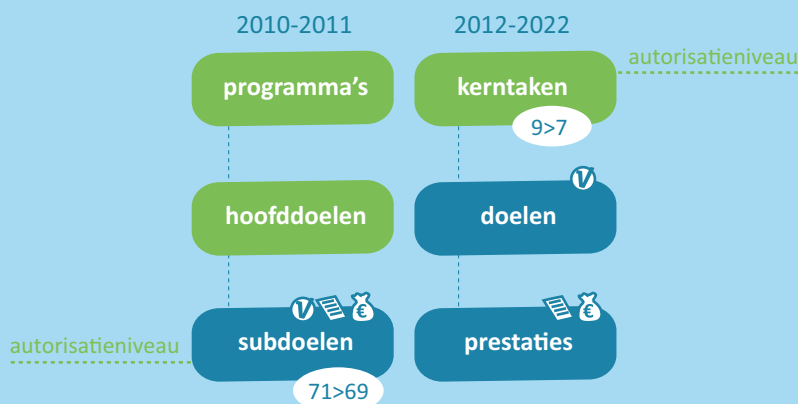 2010-2011
2012-2022
autorisatieniveau
programma's
kerntaken
9>7
hoofddoelen
doelen
autorisatieniveau
subdoelen
prestaties
71>69